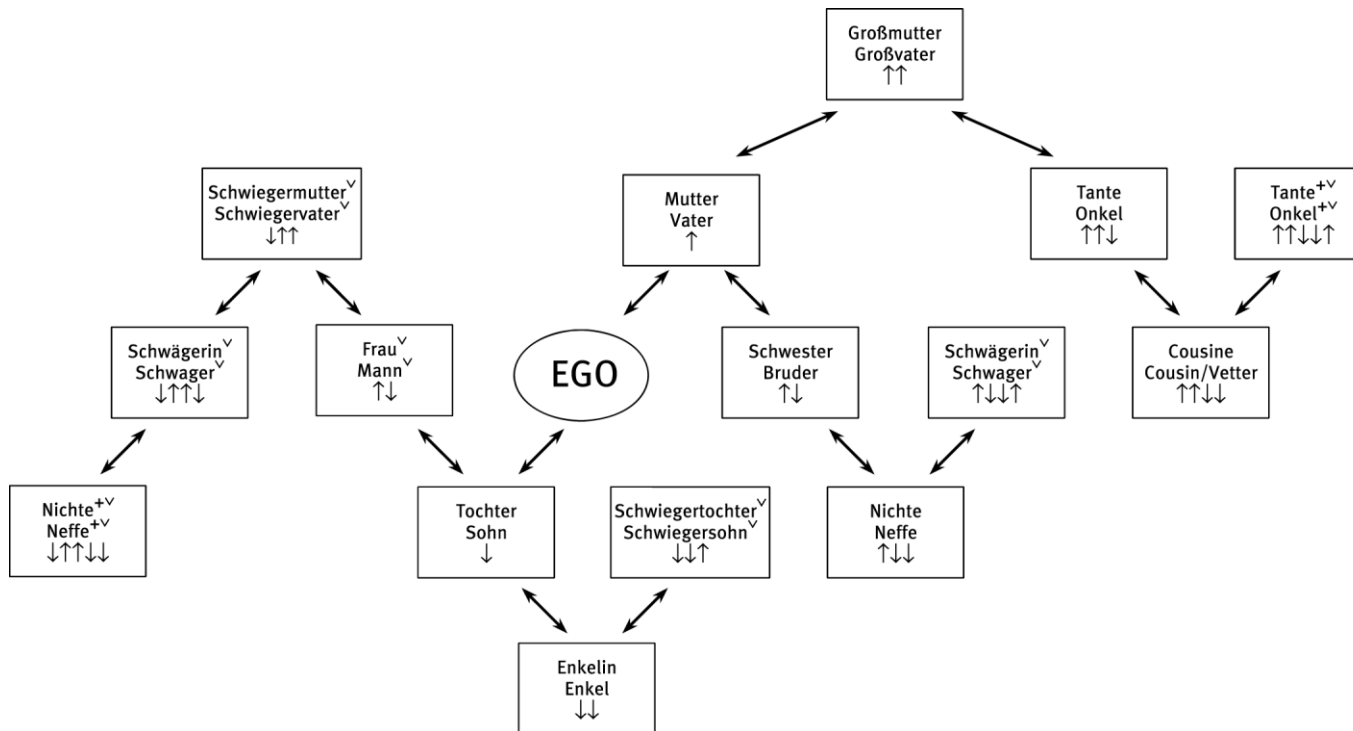 Großmutter
Großvater
↑↑
Schwiegermutter˅
Schwiegervater˅
↓↑↑
Mutter
Vater
↑
Tante
Onkel
↑↑↓
Tante+˅
Onkel+˅
↑↑↓↓↑
Schwägerin˅
Schwager˅
↓↑↑↓
Frau˅
Mann˅
↑↓
EGO
Schwester
Bruder
↑↓
Schwägerin˅
Schwager˅
↑↓↓↑
Cousine
Cousin/Vetter
↑↑↓↓
Nichte+˅
Neffe+˅
↓↑↑↓↓
Tochter
Sohn
↓
Schwiegertochter˅
Schwiegersohn˅
↓↓↑
Nichte
Neffe
↑↓↓
Enkelin
Enkel
↓↓